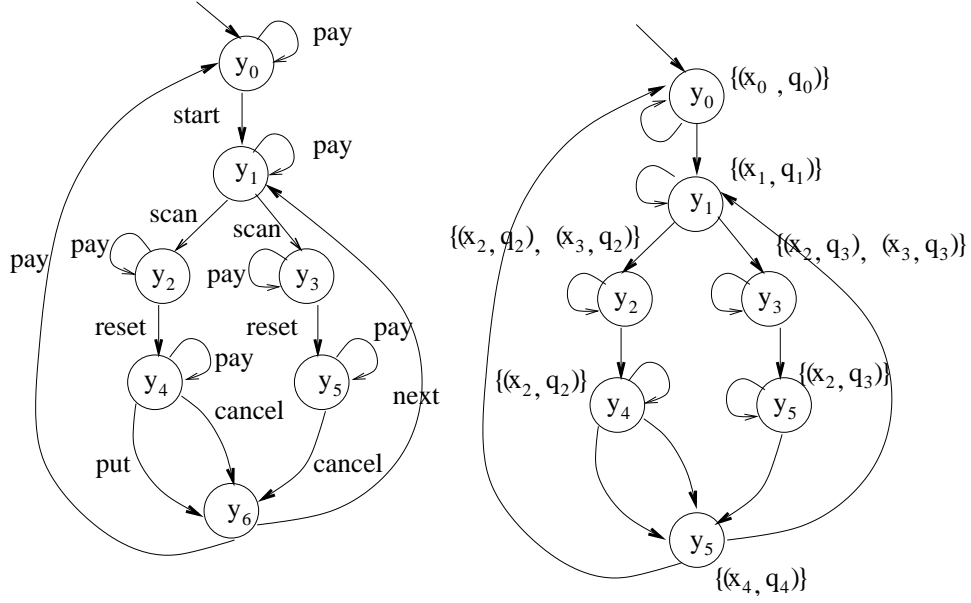 pay
y0
start
pay
y1
scan
scan
pay
pay
pay
y2
y3
reset
reset
pay
pay
y4
y5
next
cancel
put
cancel
y6
{(x0 , q0)}
y0
{(x1 , q1)}
y1
{(x2 , q2), (x3 , q2)}
{(x2 , q3), (x3 , q3)}
y2
y3
{(x2 , q2)}
{(x2 , q3)}
y4
y5
y5
{(x4 , q4)}